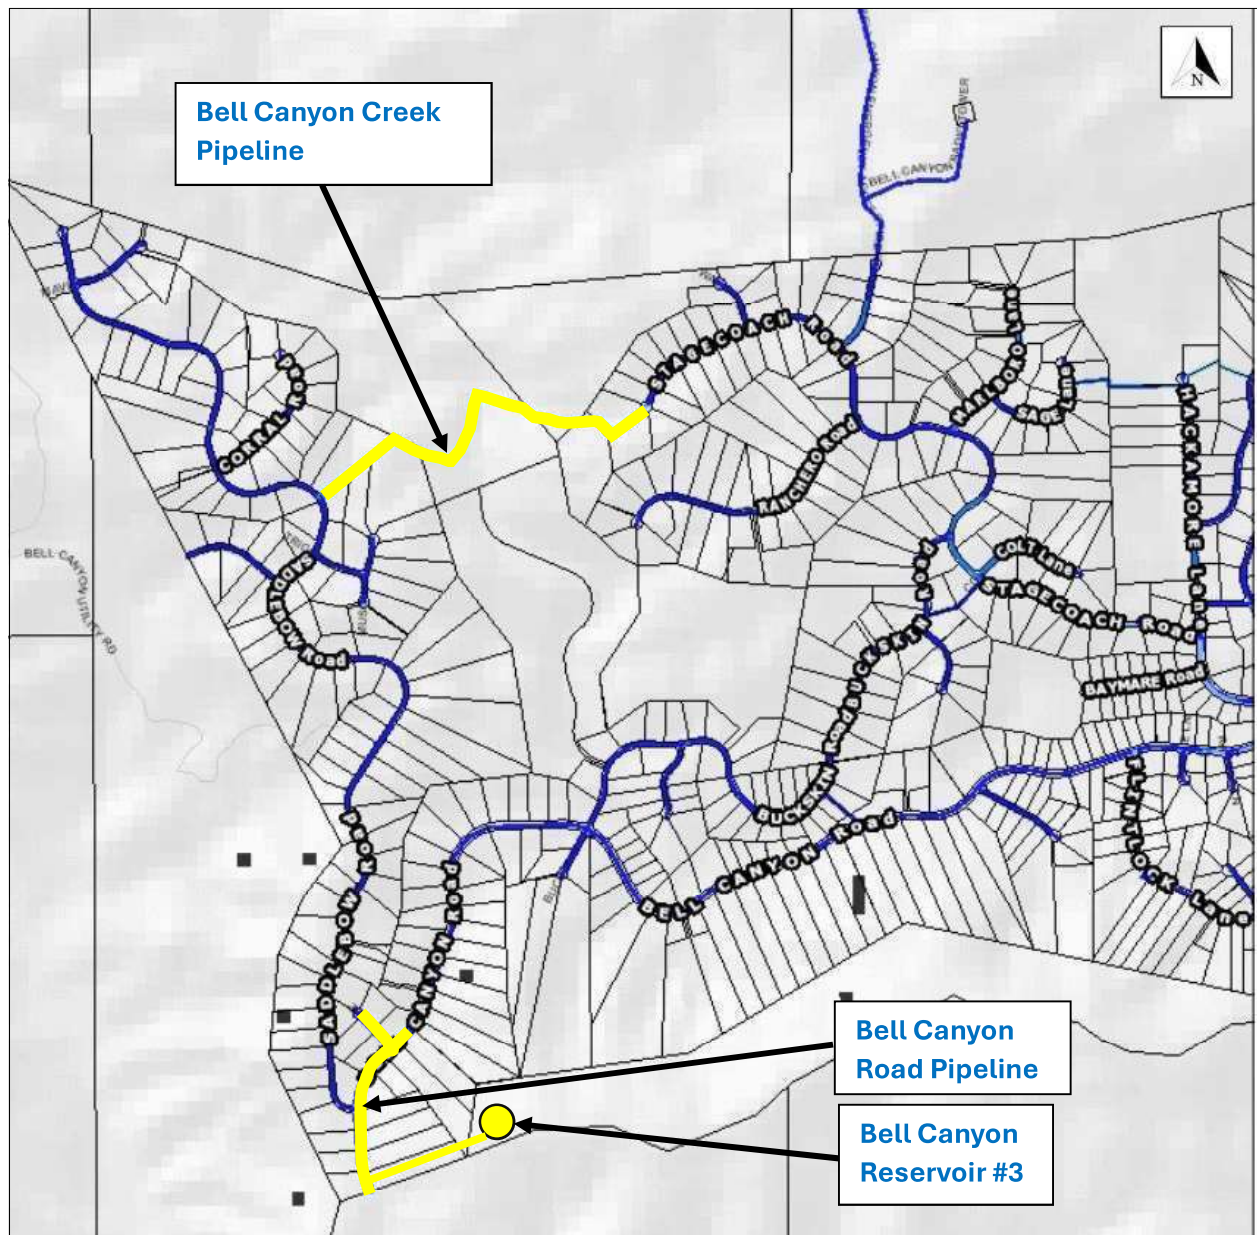 N
Bell Canyon Creek
Pipeline
BELL CANYON
STAGECOACH ROAD
CORRAL ROAD
MARLBORO
SAGE LANE
HACKAMORE LANE
RANCHERO ROAD
BELL CANYON UTILITY RD
SADDLEBOW ROAD
COLT LANE
STAGECOACH ROAD
BUCKSKIN ROAD
BAYMARE ROAD
BUCKSKIN ROAD
FLINTLOCK LANE
BELL CANYON ROAD
SADDLEBOW ROAD
CANYON ROAD
Bell Canyon
Road Pipeline
Bell Canyon
Reservoir #3